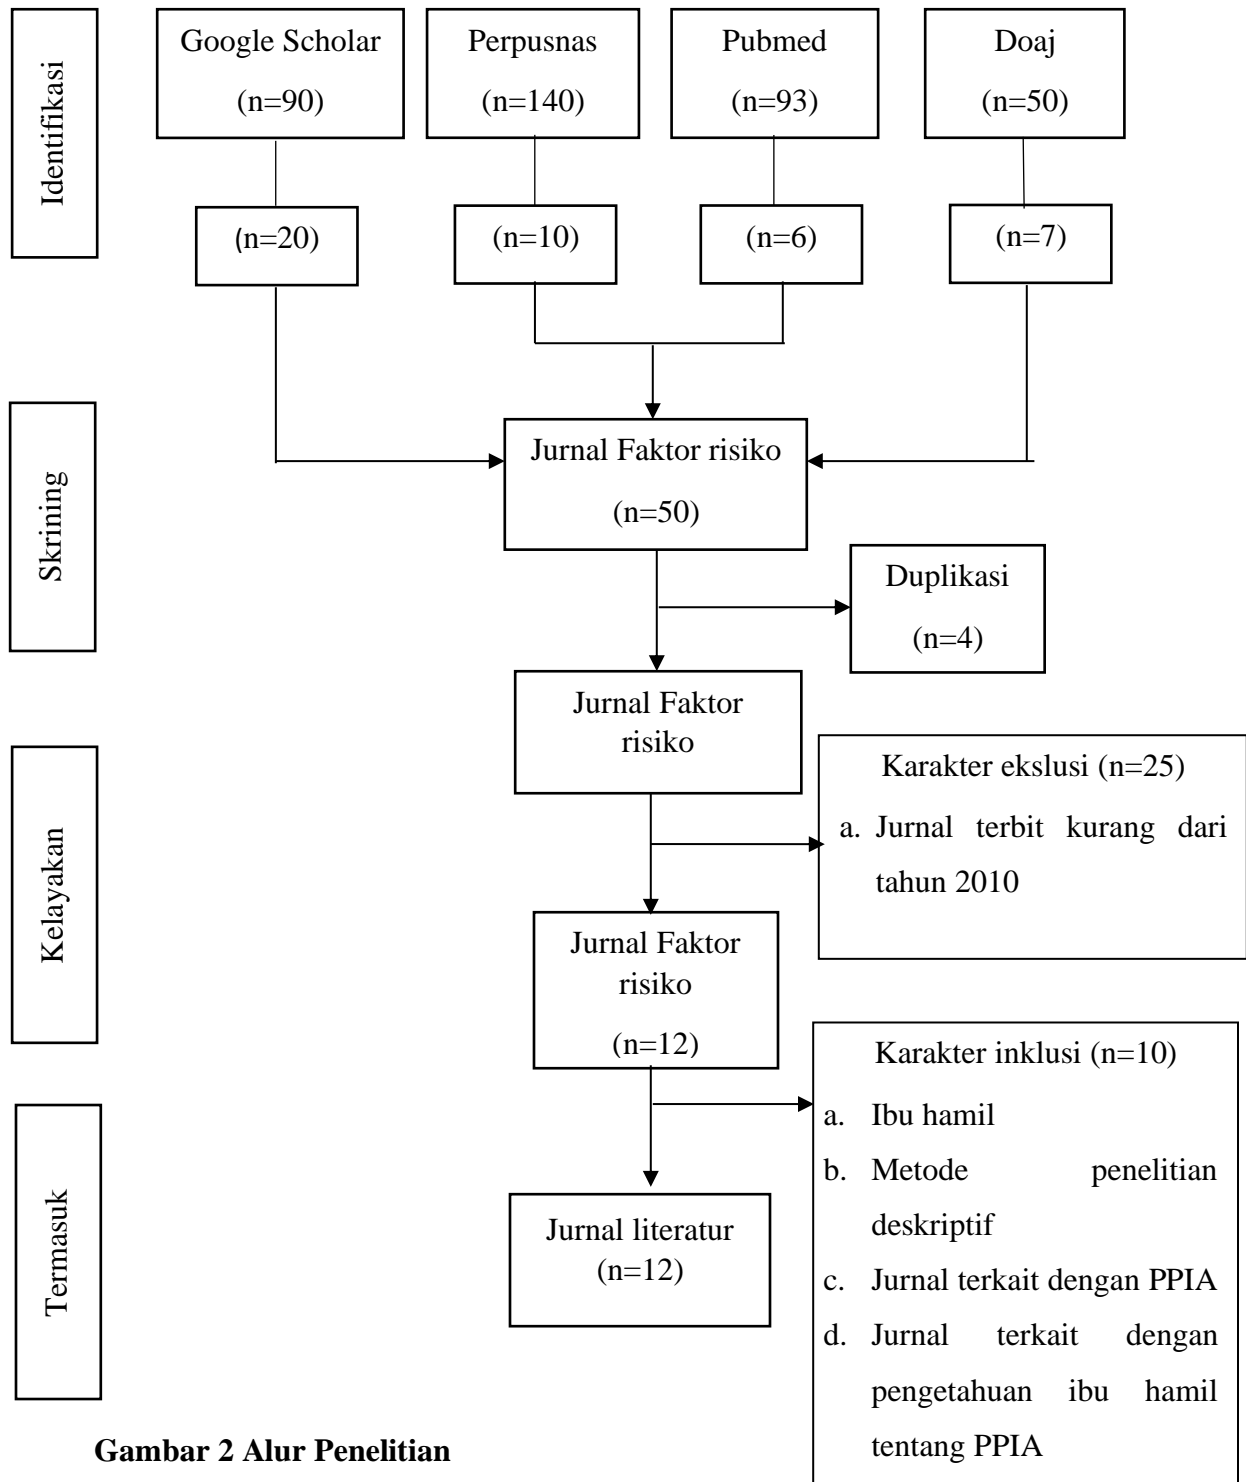 Identifikasi
Google Scholar
(n=90)
Perpusnas
(n=140)
Pubmed
(n=93)
Doaj
(n=50)
(n=20)
(n=10)
(n=6)
(n=7)
Skrining
Jurnal Faktor risiko
(n=50)
Duplikasi
(n=4)
Jurnal Faktor
risiko
Kelayakan
Karakter ekslusi (n=25)
a. Jurnal terbit kurang dari
tahun 2010
Jurnal Faktor
risiko
(n=12)
Karakter inklusi (n=10)
a. Ibu hamil
b. Metode penelitian
deskriptif
c. Jurnal terkait dengan PPIA
d. Jurnal terkait dengan
pengetahuan ibu hamil
tentang PPIA
Termasuk
Jurnal literatur
(n=12)
Gambar 2 Alur Penelitian